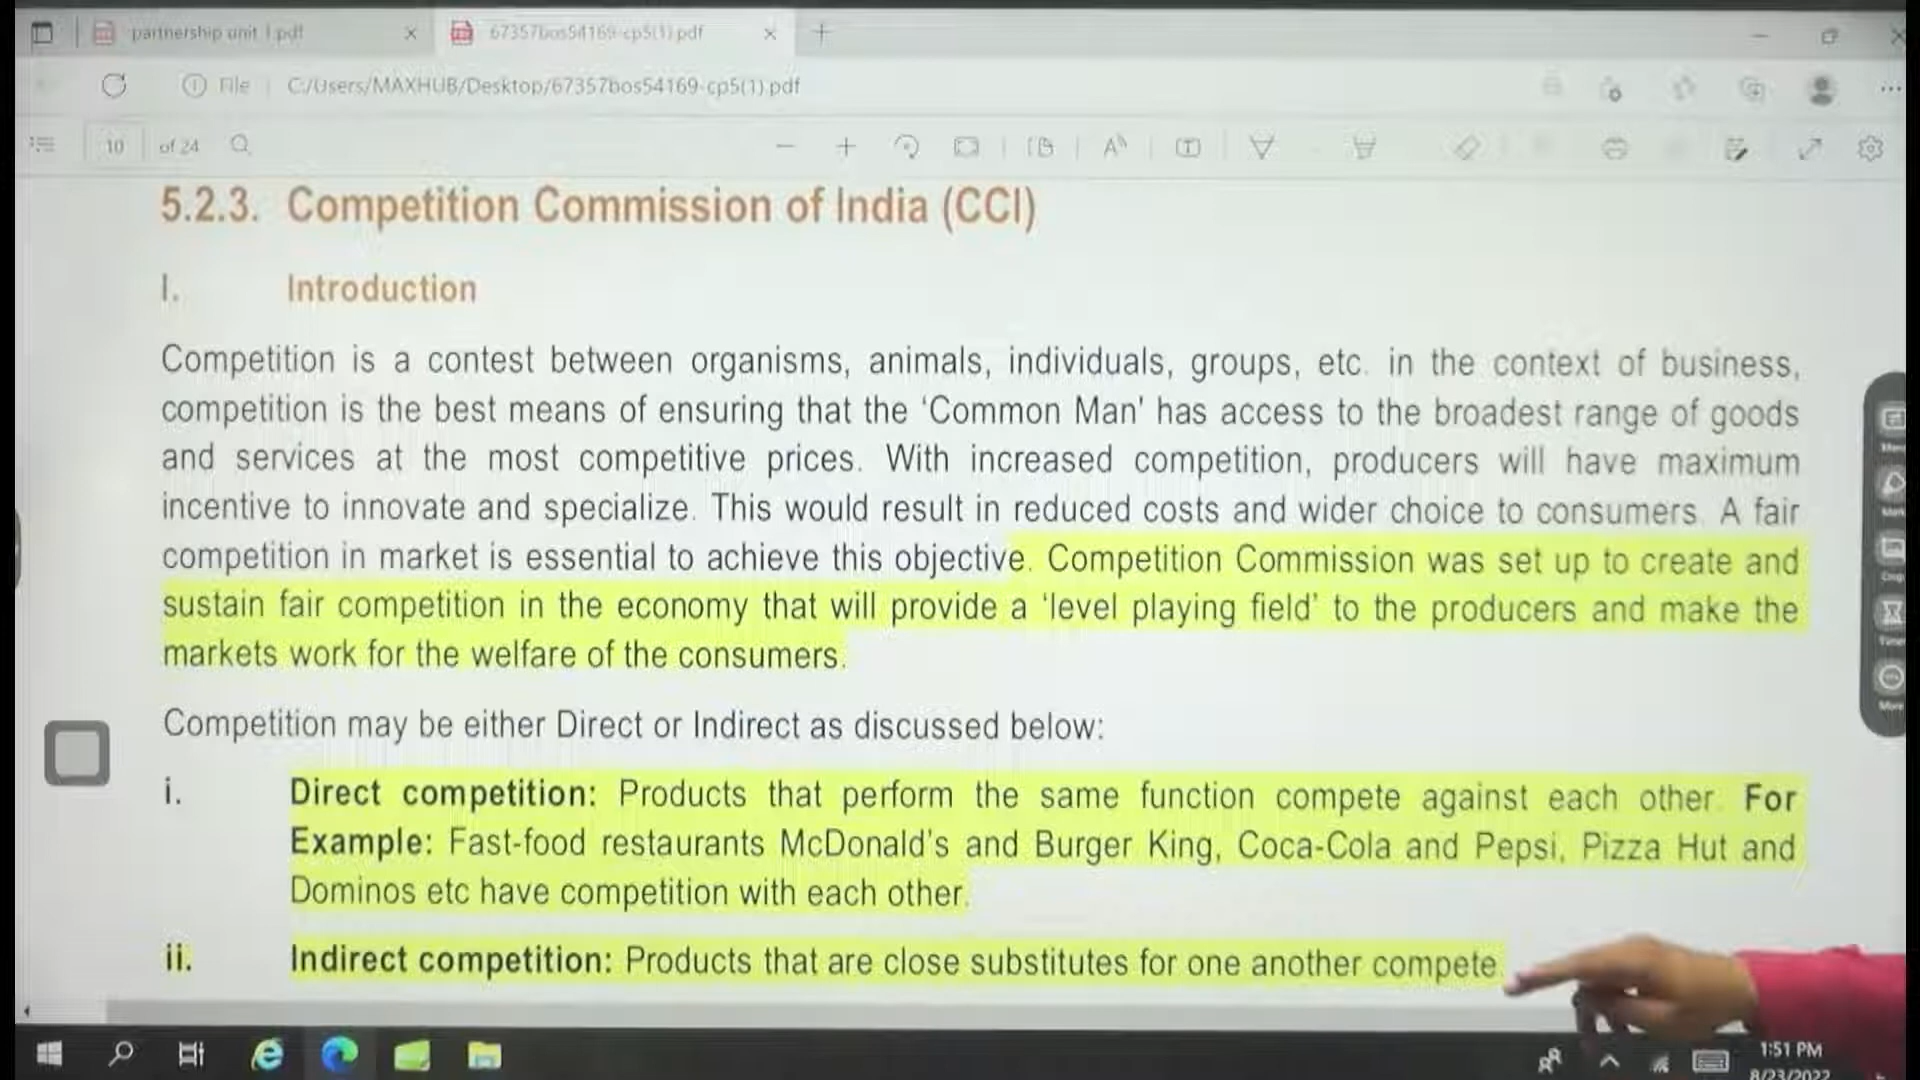 partnership unit 1.pdf
67357bos54169-cp5(1).pdf
File
C:/Users/MAXHUB/Desktop/67357bos54169-cp5(1).pdf
10 of 24
5.2.3. Competition Commission of India (CCI)
I. Introduction
Competition is a contest between organisms, animals, individuals, groups, etc. in the context of business,
competition is the best means of ensuring that the ‘Common Man’ has access to the broadest range of goods
and services at the most competitive prices. With increased competition, producers will have maximum
incentive to innovate and specialize. This would result in reduced costs and wider choice to consumers. A fair
competition in market is essential to achieve this objective. Competition Commission was set up to create and
sustain fair competition in the economy that will provide a ‘level playing field’ to the producers and make the
markets work for the welfare of the consumers.
Competition may be either Direct or Indirect as discussed below:
i. Direct competition: Products that perform the same function compete against each other. For
Example: Fast-food restaurants McDonald's and Burger King, Coca-Cola and Pepsi, Pizza Hut and
Dominos etc have competition with each other.
ii. Indirect competition: Products that are close substitutes for one another compete.
More
1:51 PM
8/23/2022